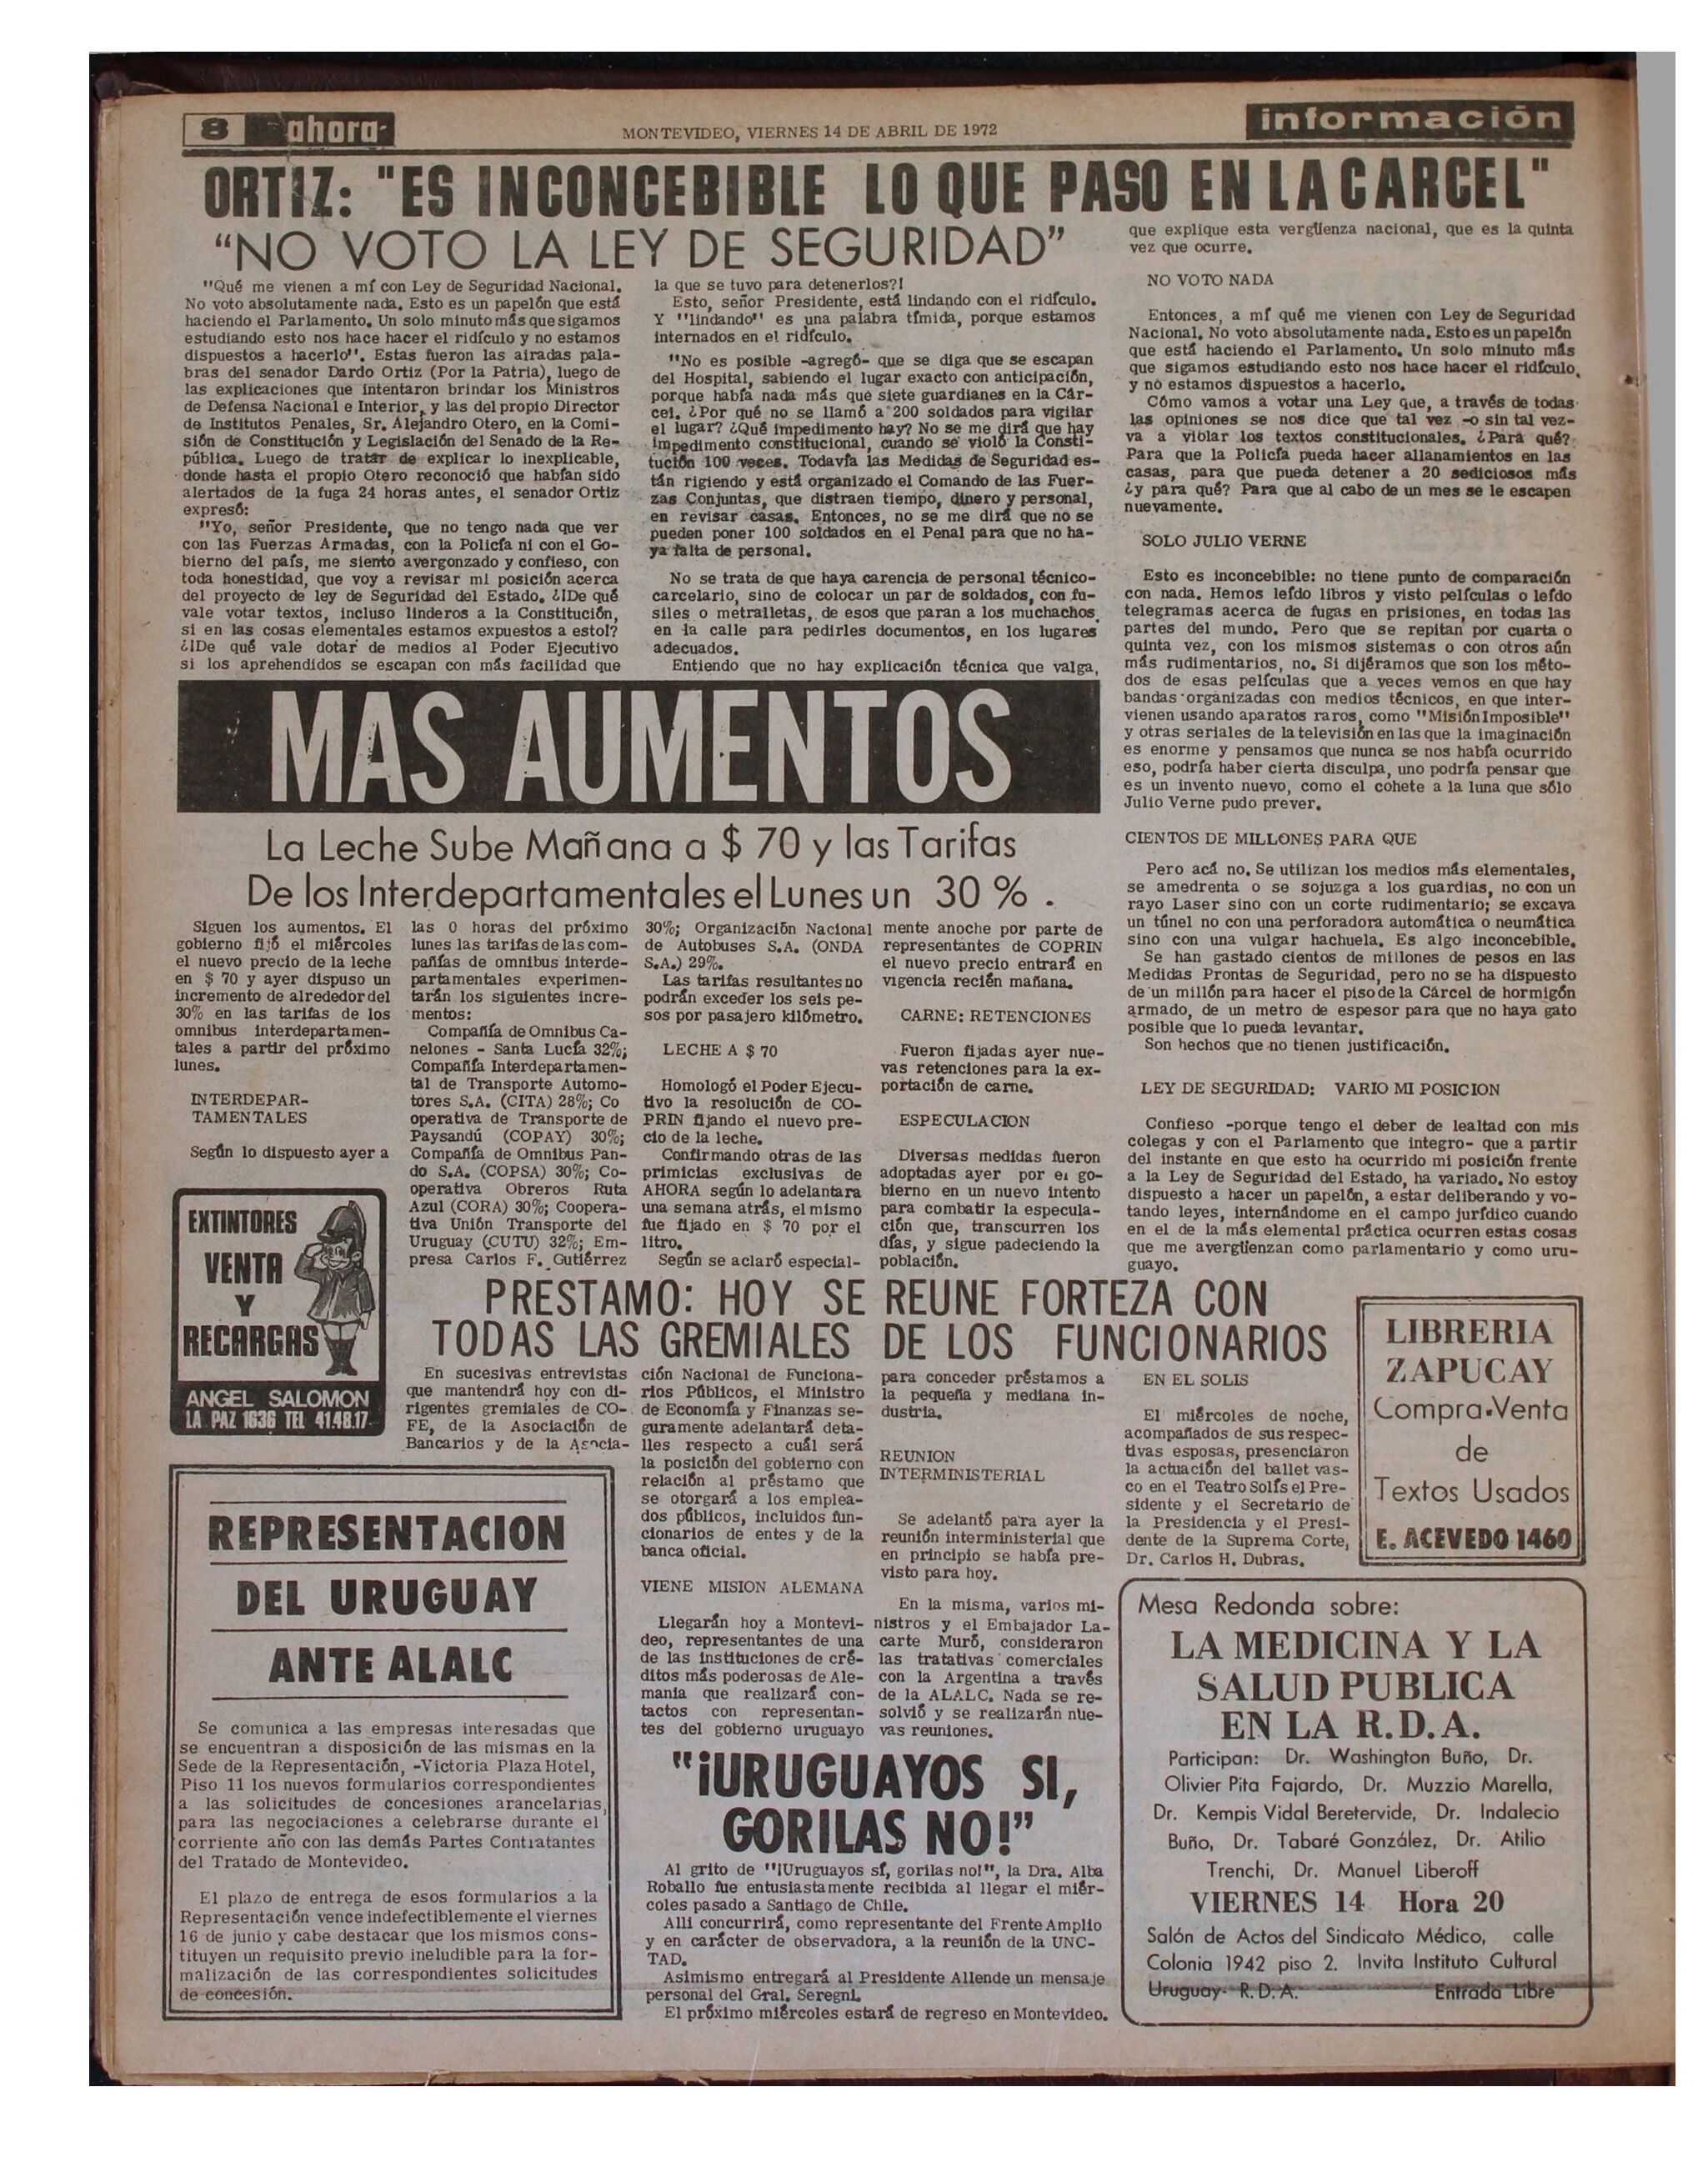 8 ahora
MONTEVIDEO, VIERNES 14 DE ABRIL DE 1972
información
ORTIZ: "ES INCONCEBIBLE LO QUE PASO EN LA CARCEL"
"NO VOTO LA LEY DE SEGURIDAD"
"Qué me vienen a mí con Ley de Seguridad Nacional.
No voto absolutamente nada. Esto es un papelón que está
haciendo el Parlamento. Un solo minuto más que sigamos
estudiando esto nos hace hacer el ridículo y no estamos
dispuestos a hacerlo". Estas fueron las airadas pala-
bras del senador Dardo Ortiz (Por la Patria), luego de
las explicaciones que intentaron brindar los Ministros
de Defensa Nacional e Interior, y las del propio Director
de Institutos Penales, Sr. Alejandro Otero, en la Comi-
sión de Constitución y Legislación del Senado de la Re-
pública. Luego de tratar de explicar lo inexplicable,
donde hasta el propio Otero reconoció que habían sido
alertados de la fuga 24 horas antes, el senador Ortiz
expresó:
"Yo, señor Presidente, que no tengo nada que ver
con las Fuerzas Armadas, con la Policía ni con el Go-
bierno del país, me siento avergonzado y confieso, con
toda honestidad, que voy a revisar mi posición acerca
del proyecto de ley de Seguridad del Estado. ¿!De qué
vale votar textos, incluso linderos a la Constitución,
si en las cosas elementales estamos expuestos a esto!?
¿!De qué vale dotar de medios al Poder Ejecutivo
si los aprehendidos se escapan con más facilidad que
la que se tuvo para detenerlos?!
Esto, señor Presidente, está lindando con el ridículo.
Y "lindando" es una palabra tímida, porque estamos
internados en el ridículo.
"No es posible -agregó- que se diga que se escapan
del Hospital, sabiendo el lugar exacto con anticipación,
porque había nada más que siete guardianes en la Cár-
cel. ¿Por qué no se llamó a 200 soldados para vigilar
el lugar? ¿Qué impedimento hay? No se me dirá que hay
impedimento constitucional, cuando se violó la Consti-
tución 100 veces. Todavía las Medidas de Seguridad es-
tán rigiendo y está organizado el Comando de las Fuer-
zas Conjuntas, que distraen tiempo, dinero y personal,
en revisar casas. Entonces, no se me dirá que no se
pueden poner 100 soldados en el Penal para que no ha-
ya falta de personal.
No se trata de que haya carencia de personal técnico-
carcelario, sino de colocar un par de soldados, con fu-
siles o metralletas, de esos que paran a los muchachos
en la calle para pedirles documentos, en los lugares
adecuados.
Entiendo que no hay explicación técnica que valga,
que explique esta vergüenza nacional, que es la quinta
vez que ocurre.
NO VOTO NADA
Entonces, a mí qué me vienen con Ley de Seguridad
Nacional. No voto absolutamente nada. Esto es un papelón
que está haciendo el Parlamento. Un solo minuto más
que sigamos estudiando esto nos hace hacer el ridículo,
y no estamos dispuestos a hacerlo.
Cómo vamos a votar una Ley que, a través de todas
las opiniones se nos dice que tal vez -o sin tal vez-
va a violar los textos constitucionales. ¿Para qué?
Para que la Policía pueda hacer allanamientos en las
casas, para que pueda detener a 20 sediciosos más
¿y para qué? Para que al cabo de un mes se le escapen
nuevamente.
SOLO JULIO VERNE
Esto es inconcebible: no tiene punto de comparación
con nada. Hemos leído libros y visto películas o leído
telegramas acerca de fugas en prisiones, en todas las
partes del mundo. Pero que se repitan por cuarta o
quinta vez, con los mismos sistemas o con otros aún
más rudimentarios, no. Si dijéramos que son los méto-
dos de esas películas que a veces vemos en que hay
bandas organizadas con medios técnicos, en que inter-
vienen usando aparatos raros, como "Misión Imposible"
y otras seriales de la televisión en las que la imaginación
es enorme y pensamos que nunca se nos había ocurrido
eso, podría haber cierta disculpa, uno podría pensar que
es un invento nuevo, como el cohete a la luna que sólo
Julio Verne pudo prever.
CIENTOS DE MILLONES PARA QUE
Pero acá no. Se utilizan los medios más elementales,
se amedrenta o se sojuzga a los guardias, no con un
rayo Laser sino con un corte rudimentario; se excava
un túnel no con una perforadora automática o neumática
sino con una vulgar hachuela. Es algo inconcebible.
Se han gastado cientos de millones de pesos en las
Medidas Prontas de Seguridad, pero no se ha dispuesto
de un millón para hacer el piso de la Cárcel de hormigón
armado, de un metro de espesor para que no haya gato
posible que lo pueda levantar.
Son hechos que no tienen justificación.
LEY DE SEGURIDAD: VARIO MI POSICION
Confieso -porque tengo el deber de lealtad con mis
colegas y con el Parlamento que integro- que a partir
del instante en que esto ha ocurrido mi posición frente
a la Ley de Seguridad del Estado, ha variado. No estoy
dispuesto a hacer un papelón, a estar deliberando y vo-
tando leyes, internándome en el campo jurídico cuando
en el de la más elemental práctica ocurren estas cosas
que me avergüenzan como parlamentario y como uru-
guayo.
MAS AUMENTOS
La Leche Sube Mañana a $ 70 y las Tarifas
De los Interdepartamentales el Lunes un 30 % .
Siguen los aumentos. El
gobierno fijó el miércoles
el nuevo precio de la leche
en $ 70 y ayer dispuso un
incremento de alrededor del
30% en las tarifas de los
omnibus interdepartamen-
tales a partir del próximo
lunes.
INTERDEPAR-
TAMENTALES
Según lo dispuesto ayer a
las 0 horas del próximo
lunes las tarifas de las com-
pañías de omnibus interde-
partamentales experimen-
tarán los siguientes incre-
mentos:
Compañía de Omnibus Ca-
nelones - Santa Lucía 32%;
Compañía Interdepartamen-
tal de Transporte Automo-
tores S.A. (CITA) 28%; Co
operativa de Transporte de
Paysandú (COPAY) 30%;
Compañía de Omnibus Pan-
do S.A. (COPSA) 30%; Co-
operativa Obreros Ruta
Azul (CORA) 30%; Coopera-
tiva Unión Transporte del
Uruguay (CUTU) 32%; Em-
presa Carlos F. Gutiérrez
30%; Organización Nacional
de Autobuses S.A. (ONDA
S.A.) 29%.
Las tarifas resultantes no
podrán exceder los seis pe-
sos por pasajero kilómetro.
LECHE A $ 70
Homologó el Poder Ejecu-
tivo la resolución de CO-
PRIN fijando el nuevo pre-
cio de la leche.
Confirmando otras de las
primicias exclusivas de
AHORA según lo adelantara
una semana atrás, el mismo
fue fijado en $ 70 por el
litro.
Según se aclaró especial-
mente anoche por parte de
representantes de COPRIN
el nuevo precio entrará en
vigencia recién mañana.
CARNE: RETENCIONES
Fueron fijadas ayer nue-
vas retenciones para la ex-
portación de carne.
ESPECULACION
Diversas medidas fueron
adoptadas ayer por el go-
bierno en un nuevo intento
para combatir la especula-
ción que, transcurren los
días, y sigue padeciendo la
población.
EXTINTORES
VENTA
Y
RECARGAS
ANGEL SALOMON
LA PAZ 1636 TEL 41.48.17
PRESTAMO: HOY SE REUNE FORTEZA CON
TODAS LAS GREMIALES DE LOS FUNCIONARIOS
En sucesivas entrevistas
que mantendrá hoy con di-
rigentes gremiales de CO-
FE, de la Asociación de
Bancarios y de la Asocia-
ción Nacional de Funciona-
rios Públicos, el Ministro
de Economía y Finanzas se-
guramente adelantará deta-
lles respecto a cuál será
la posición del gobierno con
relación al préstamo que
se otorgará a los emplea-
dos públicos, incluidos fun-
cionarios de entes y de la
banca oficial.
VIENE MISION ALEMANA
Llegarán hoy a Montevi-
deo, representantes de una
de las instituciones de cré-
ditos más poderosas de Ale-
mania que realizará con-
tactos con representan-
tes del gobierno uruguayo
para conceder préstamos a
la pequeña y mediana in-
dustria.
REUNION
INTERMINISTERIAL
Se adelantó para ayer la
reunión interministerial que
en principio se había pre-
visto para hoy.
En la misma, varios mi-
nistros y el Embajador La-
carte Muró, consideraron
las tratativas comerciales
con la Argentina a través
de la ALALC. Nada se re-
solvió y se realizarán nue-
vas reuniones.
EN EL SOLIS
El miércoles de noche,
acompañados de sus respec-
tivas esposas, presenciaron
la actuación del ballet vas-
co en el Teatro Solís el Pre-
sidente y el Secretario de
la Presidencia y el Presi-
dente de la Suprema Corte,
Dr. Carlos H. Dubras.
LIBRERIA
ZAPUCAY
Compra-Venta
de
Textos Usados
E. ACEVEDO 1460
REPRESENTACION
DEL URUGUAY
ANTE ALALC
Se comunica a las empresas interesadas que
se encuentran a disposición de las mismas en la
Sede de la Representación, -Victoria Plaza Hotel,
Piso 11 los nuevos formularios correspondientes
a las solicitudes de concesiones arancelarias,
para las negociaciones a celebrarse durante el
corriente año con las demás Partes Contratantes
del Tratado de Montevideo.
El plazo de entrega de esos formularios a la
Representación vence indefectiblemente el viernes
16 de junio y cabe destacar que los mismos cons-
tituyen un requisito previo ineludible para la for-
malización de las correspondientes solicitudes
de concesión.
"¡URUGUAYOS SI,
GORILAS NO!"
Al grito de "!Uruguayos sí, gorilas no!", la Dra. Alba
Roballo fue entusiastamente recibida al llegar el miér-
coles pasado a Santiago de Chile.
Alli concurrirá, como representante del Frente Amplio
y en carácter de observadora, a la reunión de la UNC-
TAD.
Asimismo entregará al Presidente Allende un mensaje
personal del Gral. Seregni.
El próximo miércoles estará de regreso en Montevideo.
Mesa Redonda sobre:
LA MEDICINA Y LA
SALUD PUBLICA
EN LA R.D.A.
Participan: Dr. Washington Buño, Dr.
Olivier Pita Fajardo, Dr. Muzzio Marella,
Dr. Kempis Vidal Beretervide, Dr. Indalecio
Buño, Dr. Tabaré González, Dr. Atilio
Trenchi, Dr. Manuel Liberoff
VIERNES 14 Hora 20
Salón de Actos del Sindicato Médico, calle
Colonia 1942 piso 2. Invita Instituto Cultural
Uruguay- R.D.A. Entrada Libre